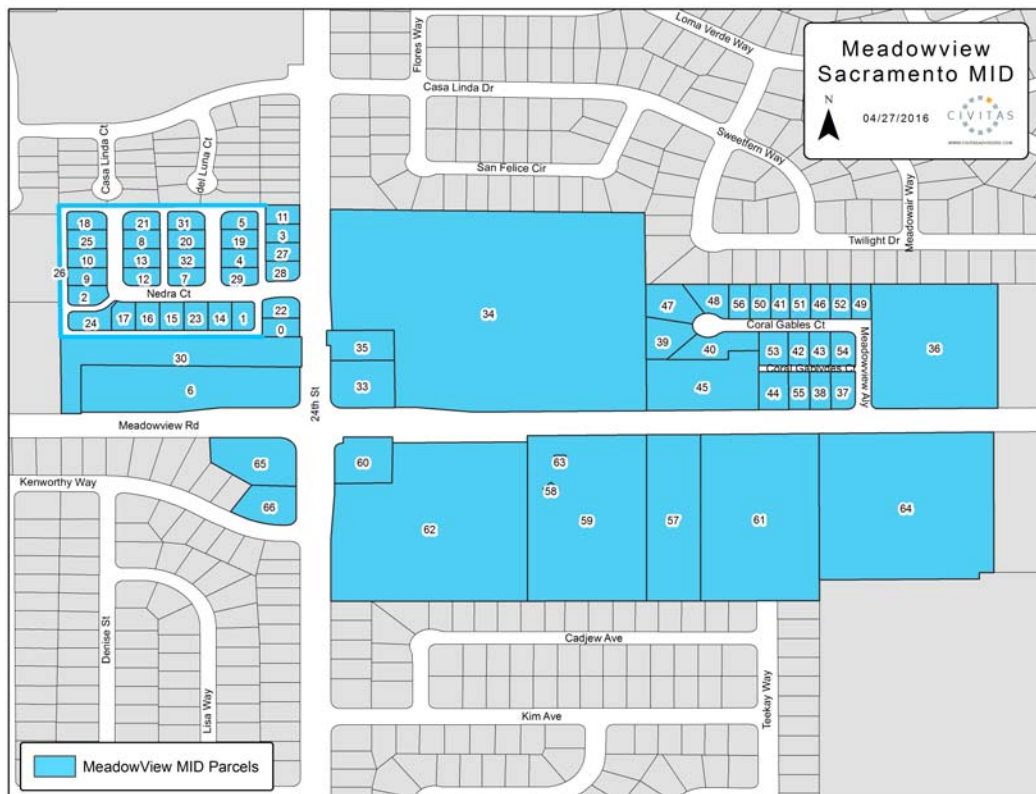 Meadowview
Sacramento MID
N
04/27/2016
CIVITAS
Loma Verde Way
Flores Way
Casa Linda Dr
Sweetfern Way
Casa Linda Ct
del Luna Ct
San Felice Cir
Meadowair Way
Twilight Dr
18 21 31 5 11
25 8 20 19 3
26 10 13 32 4 27
9 12 7 29 28
2 Nedra Ct
24 17 16 15 23 14 1 22
0
34
47 48 56 50 41 51 46 52 49
Coral Gables Ct
39 40 53 42 43 54
36
Meadowview Aly
30
35
6
33
45
44 55 38 37
24th St
Meadowview Rd
65
60
66
Kenworthy Way
63
58
62 59 57 61 64
Denise St
Lisa Way
Cadjew Ave
Kim Ave
Teekay Way
MeadowView MID Parcels